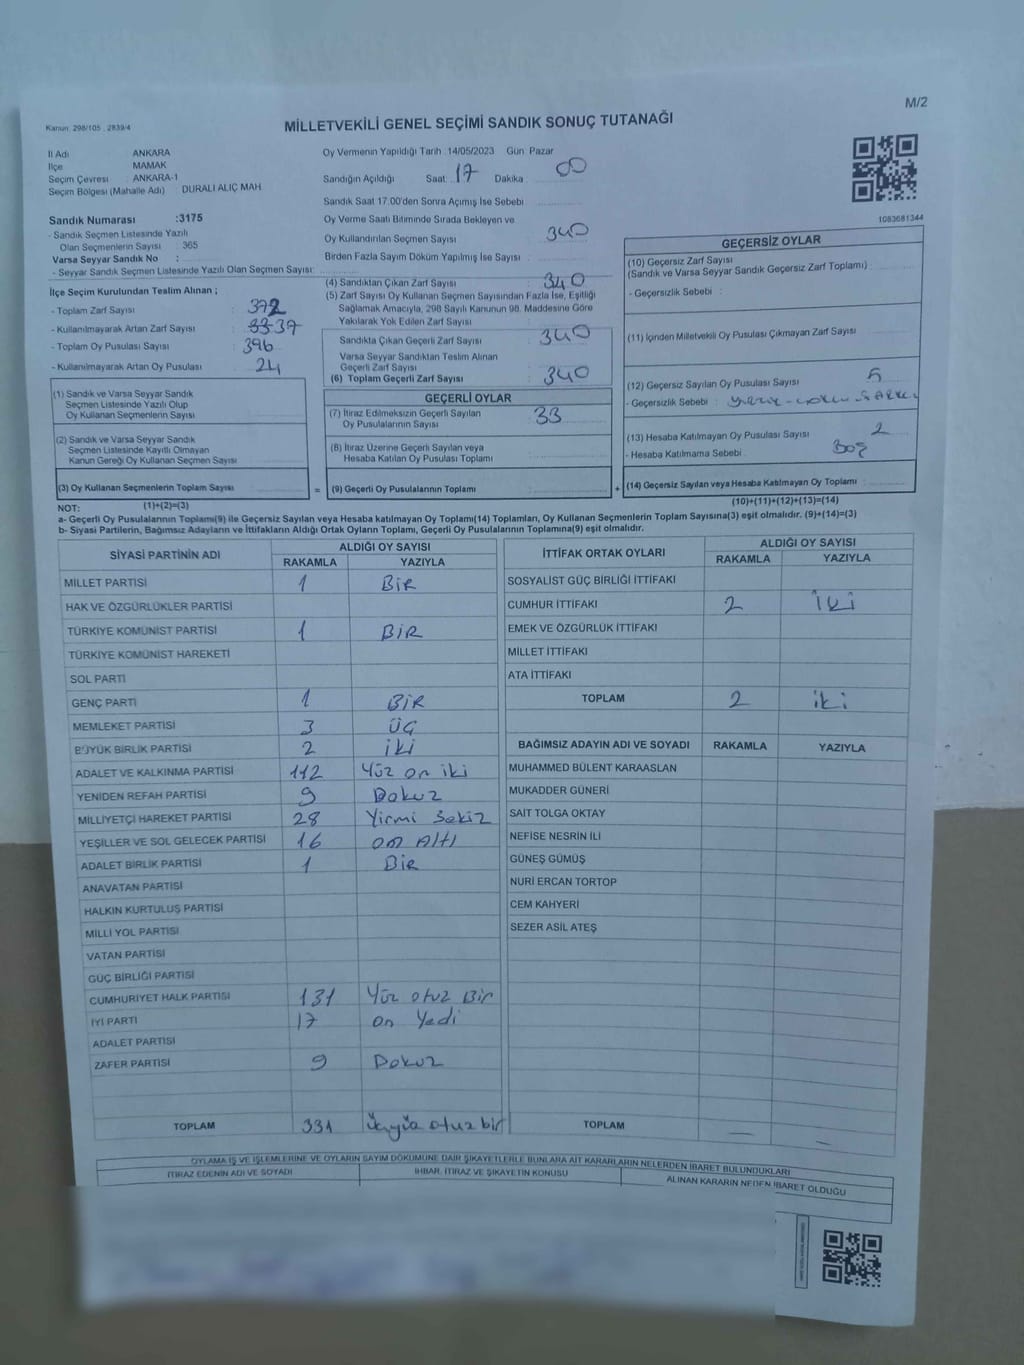 M/2
Kanun: 298/105, 2839/4
MİLLETVEKİLİ GENEL SEÇİMİ SANDIK SONUÇ TUTANAĞI
İl Adı ANKARA
İlçe MAMAK
Seçim Çevresi : ANKARA-1
Seçim Bölgesi (Mahalle Adı) : DURALİ ALIÇ MAH.
Oy Vermenin Yapıldığı Tarih 14/05/2023 Gün Pazar
Sandığın Açıldığı Saat 17 Dakika 00
Sandık Saat 17.00'den Sonra Açımış İse Sebebi
Sandık Numarası :3175
- Sandık Seçmen Listesinde Yazılı
Olan Seçmenlerin Sayısı : 365
Varsa Seyyar Sandık No :
- Seyyar Sandık Seçmen Listesinde Yazılı Olan Seçmen Sayısı:
Oy Verme Saati Bitiminde Sırada Bekleyen ve
Oy Kullandırılan Seçmen Sayısı 340
Birden Fazla Sayım Döküm Yapılmış İse Sayısı :
1083681344
İlçe Seçim Kurulundan Teslim Alınan ;
- Toplam Zarf Sayısı : 372
- Kullanılmayarak Artan Zarf Sayısı : 33 37
- Toplam Oy Pusulası Sayısı : 396
- Kullanılmayarak Artan Oy Pusulası : 24
(4) Sandıktan Çıkan Zarf Sayısı : 340
(5) Zarf Sayısı Oy Kullanan Seçmen Sayısından Fazla İse, Eşitliği
Sağlamak Amacıyla, 298 Sayılı Kanunun 98. Maddesine Göre
Yakılarak Yok Edilen Zarf Sayısı
Sandıkta Çıkan Geçerli Zarf Sayısı : 340
Varsa Seyyar Sandıktan Teslim Alınan
Geçerli Zarf Sayısı
(6) Toplam Geçerli Zarf Sayısı : 340
GEÇERSİZ OYLAR
(10) Geçersiz Zarf Sayısı
(Sandık ve Varsa Seyyar Sandık Geçersiz Zarf Toplamı) :
- Geçersizlik Sebebi :
(11) İçinden Milletvekili Oy Pusulası Çıkmayan Zarf Sayısı
(12) Geçersiz Sayılan Oy Pusulası Sayısı 5
- Geçersizlik Sebebi :
(13) Hesaba Katılmayan Oy Pusulası Sayısı 2
- Hesaba Katılmama Sebebi Boş
(14) Geçersiz Sayılan veya Hesaba Katılmayan Oy Toplamı :
(1) Sandık ve Varsa Seyyar Sandık
Seçmen Listesinde Yazılı Olup
Oy Kullanan Seçmenlerin Sayısı
(2) Sandık ve Varsa Seyyar Sandık
Seçmen Listesinde Kayıtlı Olmayan
Kanun Gereği Oy Kullanan Seçmen Sayısı
(3) Oy Kullanan Seçmenlerin Toplam Sayısı =
GEÇERLİ OYLAR
(7) İtiraz Edilmeksizin Geçerli Sayılan
Oy Pusulalarının Sayısı : 33
(8) İtiraz Üzerine Geçerli Sayılan veya
Hesaba Katılan Oy Pusulası Toplamı
(9) Geçerli Oy Pusulalarının Toplamı +
NOT: (1)+(2)=(3)
(10)+(11)+(12)+(13)=(14)
a- Geçerli Oy Pusulalarının Toplamı(9) ile Geçersiz Sayılan veya Hesaba katılmayan Oy Toplamı(14) Toplamları, Oy Kullanan Seçmenlerin Toplam Sayısına(3) eşit olmalıdır. (9)+(14)=(3)
b- Siyasi Partilerin, Bağımsız Adayların ve İttifakların Aldığı Ortak Oyların Toplamı, Geçerli Oy Pusulalarının Toplamına(9) eşit olmalıdır.
SİYASİ PARTİNİN ADI ALDIĞI OY SAYISI
RAKAMLA YAZIYLA
MİLLET PARTİSİ 1 BİR
HAK VE ÖZGÜRLÜKLER PARTİSİ
TÜRKİYE KOMÜNİST PARTİSİ 1 BİR
TÜRKİYE KOMÜNİST HAREKETİ
SOL PARTİ
GENÇ PARTİ 1 BİR
MEMLEKET PARTİSİ 3 ÜÇ
BÜYÜK BİRLİK PARTİSİ 2 iki
ADALET VE KALKINMA PARTİSİ 112 Yüz on iki
YENİDEN REFAH PARTİSİ 9 Dokuz
MİLLİYETÇİ HAREKET PARTİSİ 28 Yirmi Sekiz
YEŞİLLER VE SOL GELECEK PARTİSİ 16 on Altı
ADALET BİRLİK PARTİSİ 1 Bir
ANAVATAN PARTİSİ
HALKIN KURTULUŞ PARTİSİ
MİLLİ YOL PARTİSİ
VATAN PARTİSİ
GÜÇ BİRLİĞİ PARTİSİ
CUMHURİYET HALK PARTİSİ 131 Yüz otuz Bir
İYİ PARTİ 17 on Yedi
ADALET PARTİSİ
ZAFER PARTİSİ 9 Dokuz
TOPLAM 331 üçyüz otuz bir
İTTİFAK ORTAK OYLARI ALDIĞI OY SAYISI
RAKAMLA YAZIYLA
SOSYALİST GÜÇ BİRLİĞİ İTTİFAKI
CUMHUR İTTİFAKI 2 İki
EMEK VE ÖZGÜRLÜK İTTİFAKI
MİLLET İTTİFAKI
ATA İTTİFAKI
TOPLAM 2 iki
BAĞIMSIZ ADAYIN ADI VE SOYADI RAKAMLA YAZIYLA
MUHAMMED BÜLENT KARAASLAN
MUKADDER GÜNERİ
SAİT TOLGA OKTAY
NEFİSE NESRİN İLİ
GÜNEŞ GÜMÜŞ
NURİ ERCAN TORTOP
CEM KAHYERİ
SEZER ASİL ATEŞ
TOPLAM — —
OYLAMA İŞ VE İŞLEMLERİNE VE OYLARIN SAYIM DÖKÜMÜNE DAİR ŞİKAYETLERLE BUNLARA AİT KARARLARIN NELERDEN İBARET BULUNDUKLARI
İTİRAZ EDENİN ADI VE SOYADI İHBAR, İTİRAZ VE ŞİKAYETİN KONUSU ALINAN KARARIN NEDEN İBARET OLDUĞU